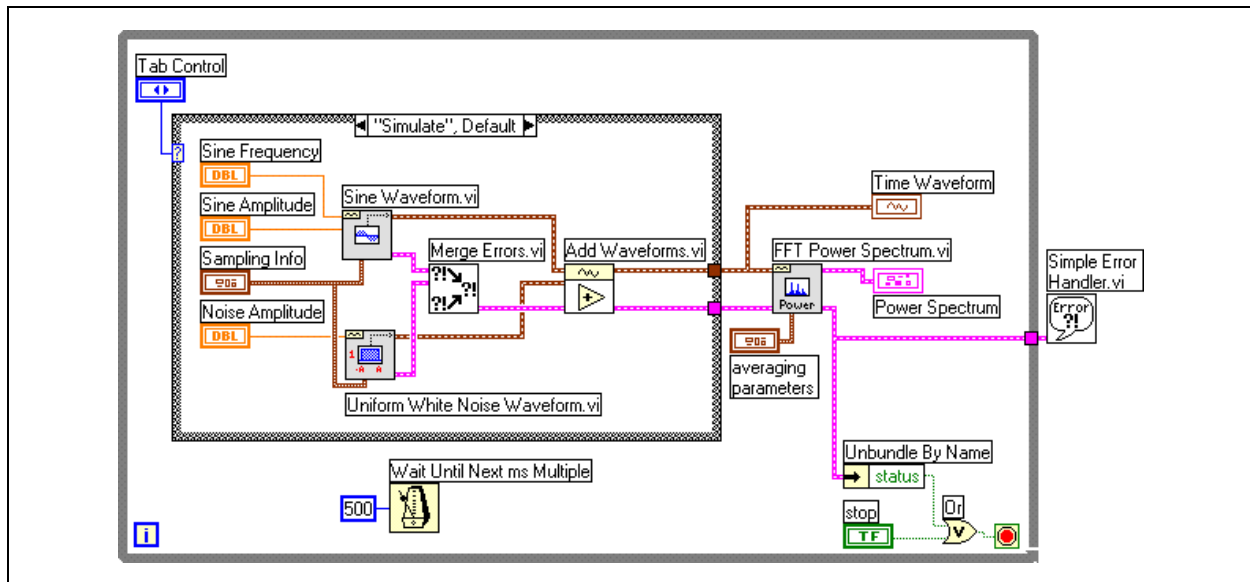 Tab Control
"Simulate", Default
?
Sine Frequency
DBL
Sine Waveform.vi
Sine Amplitude
DBL
Time Waveform
Merge Errors.vi
Add Waveforms.vi
FFT Power Spectrum.vi
Sampling Info
?!
?!
?!
+
Power
Simple Error
Handler.vi
Error
?!
Noise Amplitude
DBL
Power Spectrum
1
-A A
averaging
parameters
Uniform White Noise Waveform.vi
Unbundle By Name
status
Wait Until Next ms Multiple
500
stop
TF
Or
V
i